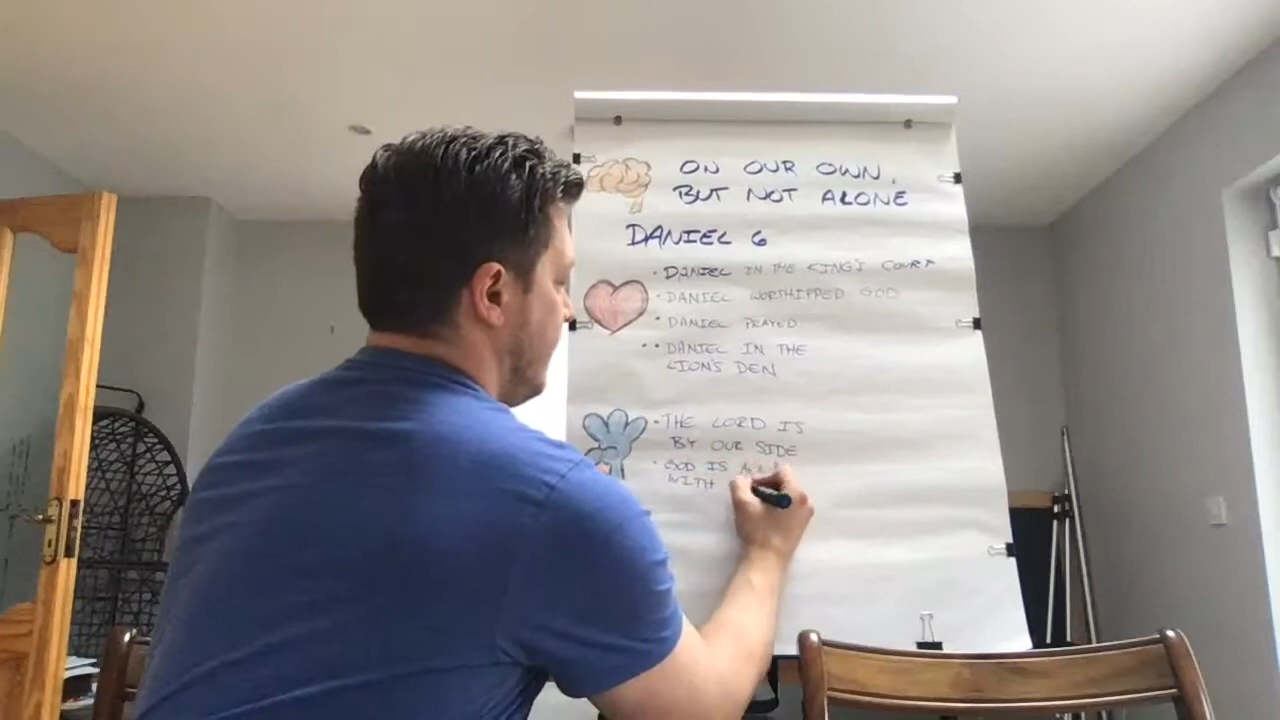 ON OUR OWN,
BUT NOT ALONE
DANIEL 6
• DANIEL IN THE KING'S COURT
• DANIEL WORSHIPPED GOD
• DANIEL PRAYED
• • DANIEL IN THE
LION'S DEN
• THE LORD IS
BY OUR SIDE
• GOD IS
WITH